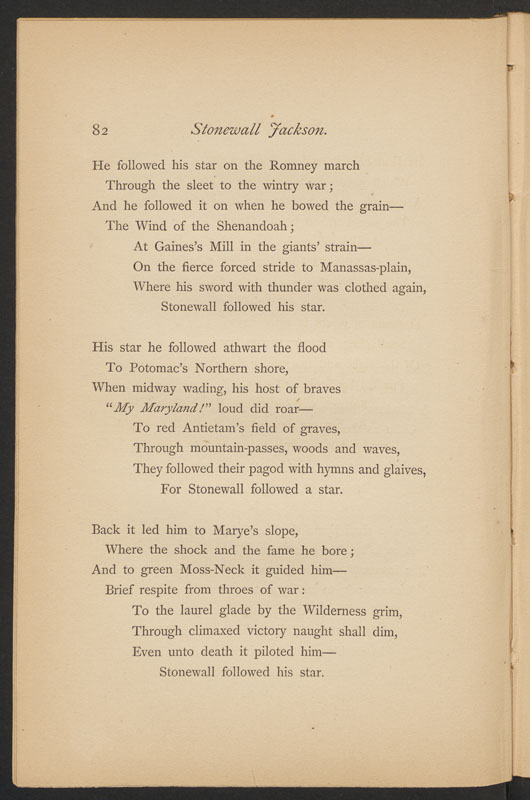 82 Stonewall Jackson.
He followed his star on the Romney march
Through the sleet to the wintry war;
And he followed it on when he bowed the grain—
The Wind of the Shenandoah;
At Gaines's Mill in the giants' strain—
On the fierce forced stride to Manassas-plain,
Where his sword with thunder was clothed again,
Stonewall followed his star.
His star he followed athwart the flood
To Potomac's Northern shore,
When midway wading, his host of braves
"My Maryland!" loud did roar—
To red Antietam's field of graves,
Through mountain-passes, woods and waves,
They followed their pagod with hymns and glaives,
For Stonewall followed a star.
Back it led him to Marye's slope,
Where the shock and the fame he bore;
And to green Moss-Neck it guided him—
Brief respite from throes of war:
To the laurel glade by the Wilderness grim,
Through climaxed victory naught shall dim,
Even unto death it piloted him—
Stonewall followed his star.